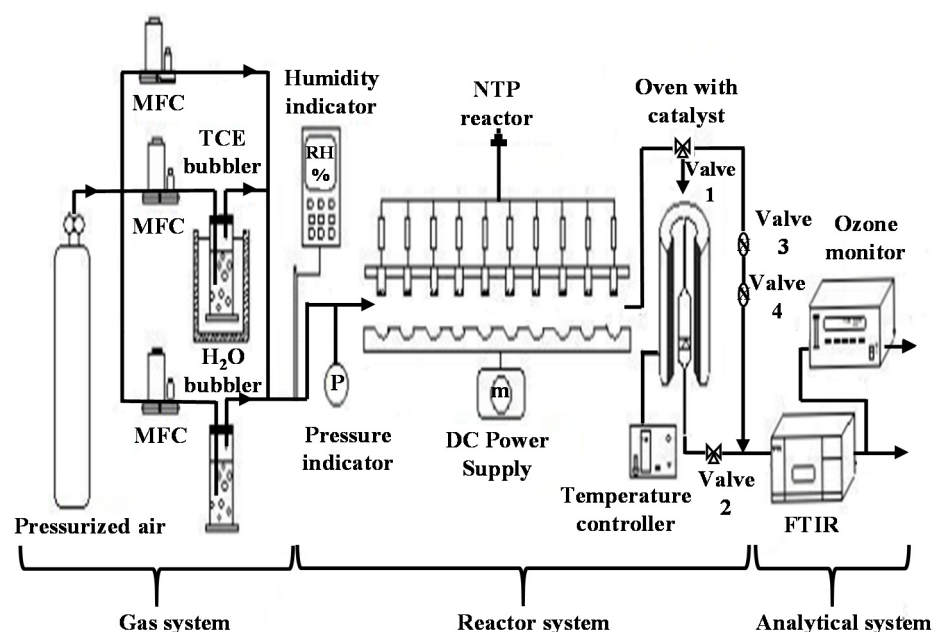 MFC
Humidity
indicator
NTP
reactor
Oven with
catalyst
TCE
bubbler
RH
%
Valve
1
MFC
Valve
3
Ozone
monitor
Valve
4
H₂O
bubbler
P
m
MFC
Pressure
indicator
DC Power
Supply
Temperature
controller
Valve
2
Pressurized air
FTIR
Gas system
Reactor system
Analytical system